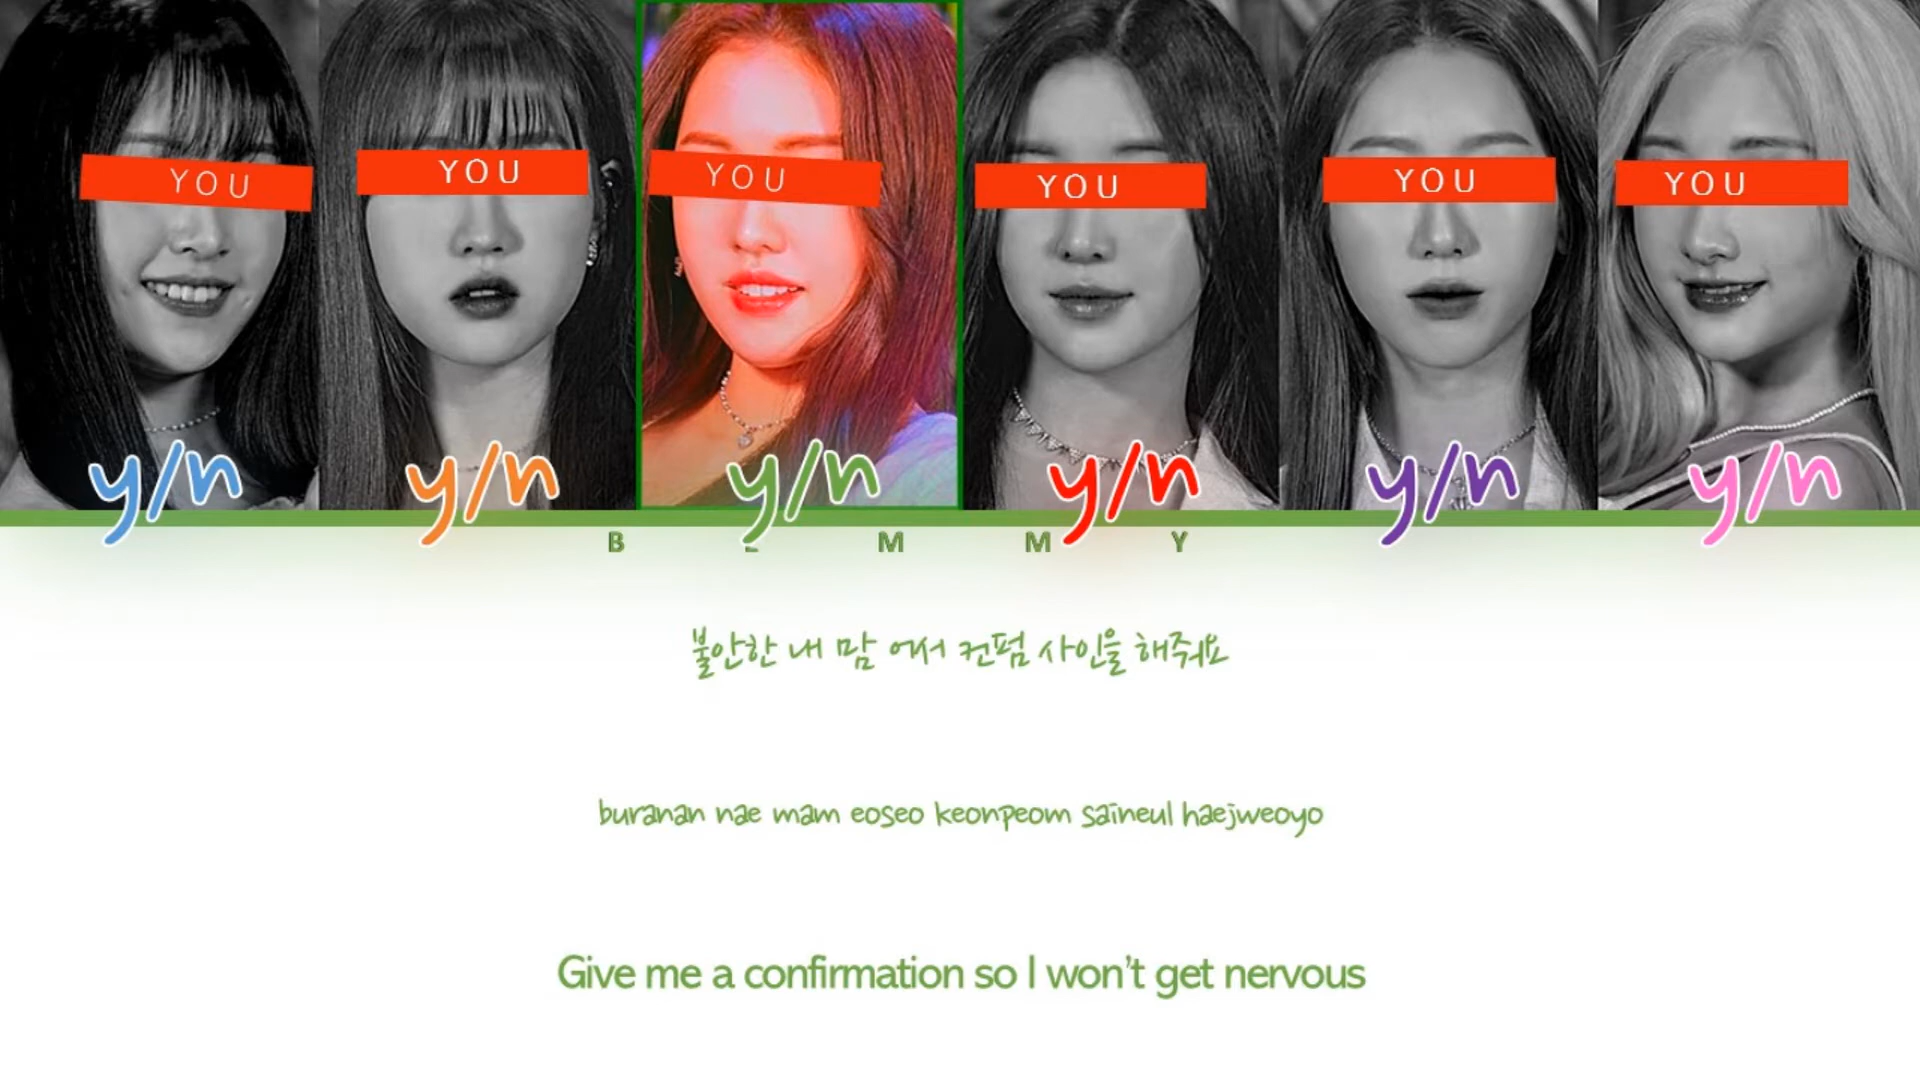 YOU YOU YOU YOU YOU YOU
y/n y/n y/n y/n y/n y/n
B L M M Y
불안한 내 맘 어서 컨펌 사인을 해줘요
buranan nae mam eoseo keonpeom saineul haejweoyo
Give me a confirmation so I won't get nervous